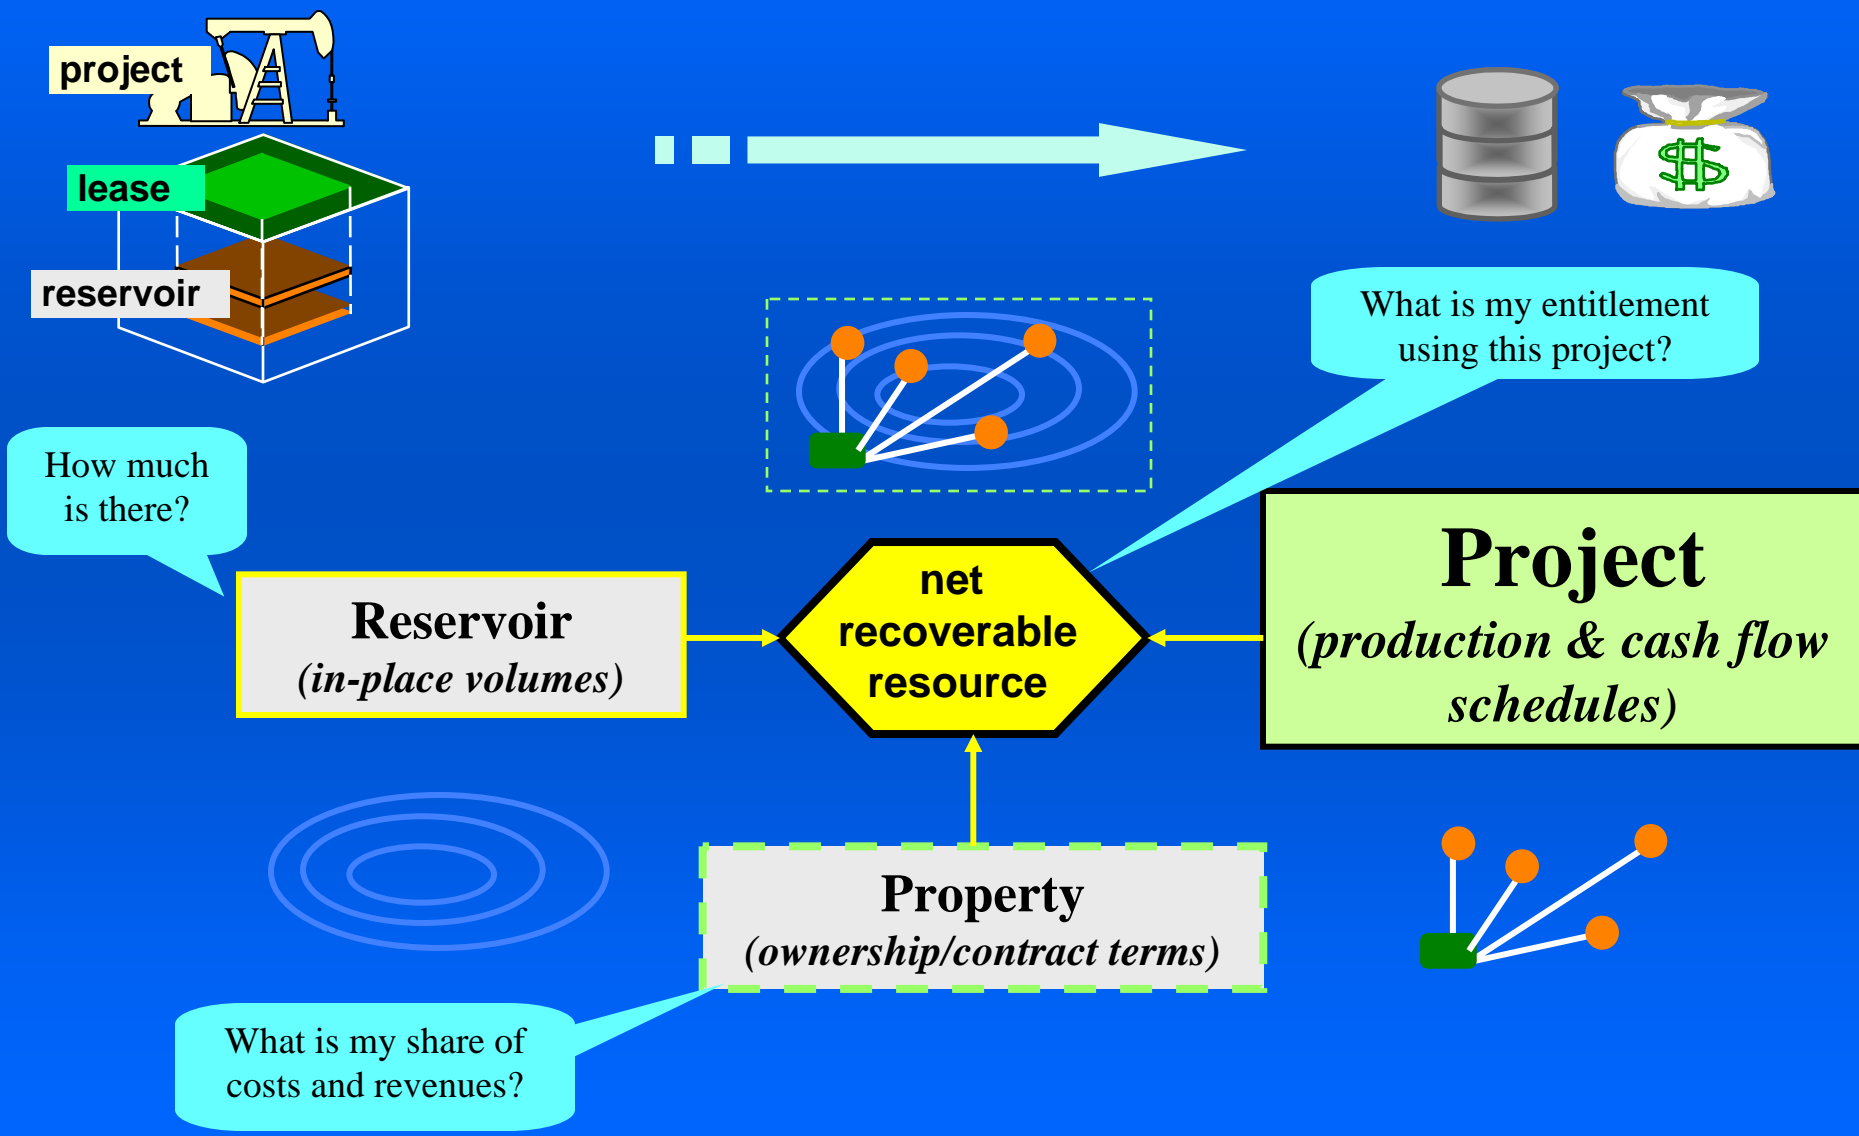 project
lease
reservoir
What is my entitlement
using this project?
How much
is there?
Reservoir
(in-place volumes)
net
recoverable
resource
Project
(production & cash flow
schedules)
Property
(ownership/contract terms)
What is my share of
costs and revenues?
$